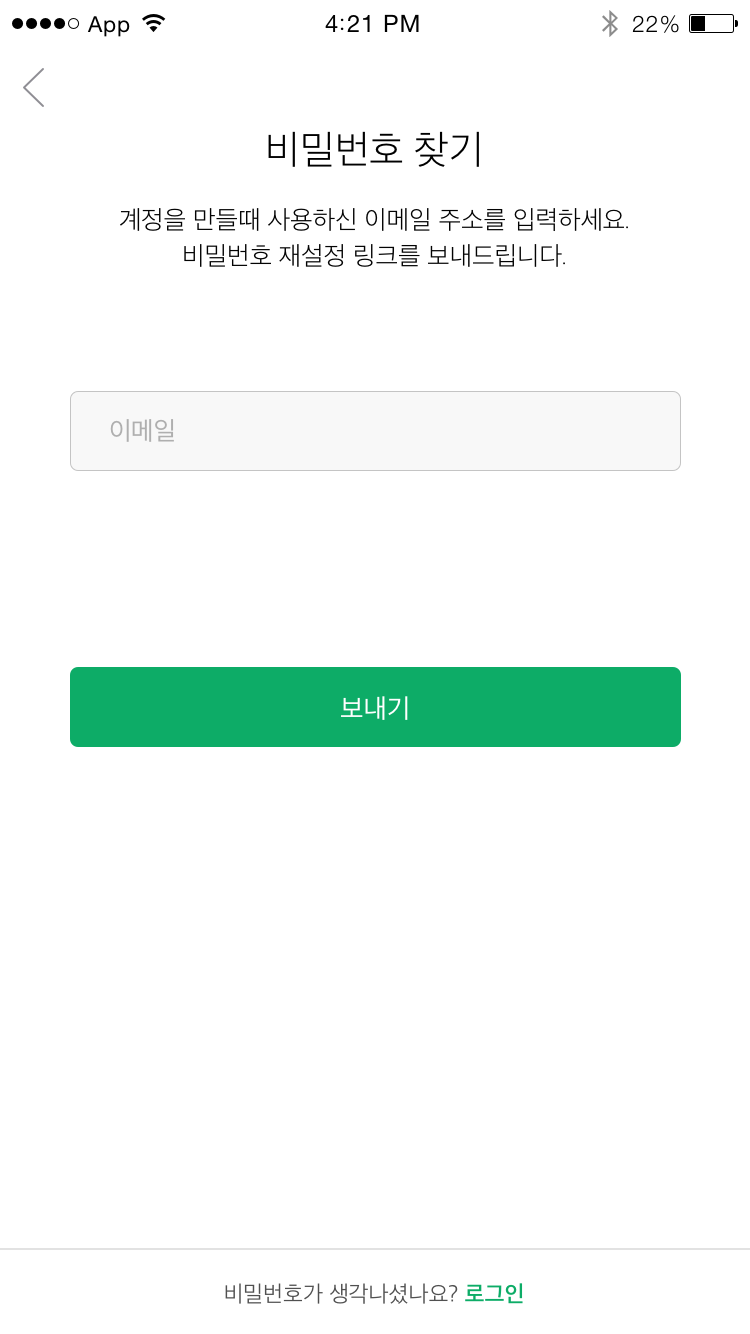 App 4:21 PM 22%
비밀번호 찾기
계정을 만들때 사용하신 이메일 주소를 입력하세요.
비밀번호 재설정 링크를 보내드립니다.
이메일
보내기
비밀번호가 생각나셨나요? 로그인